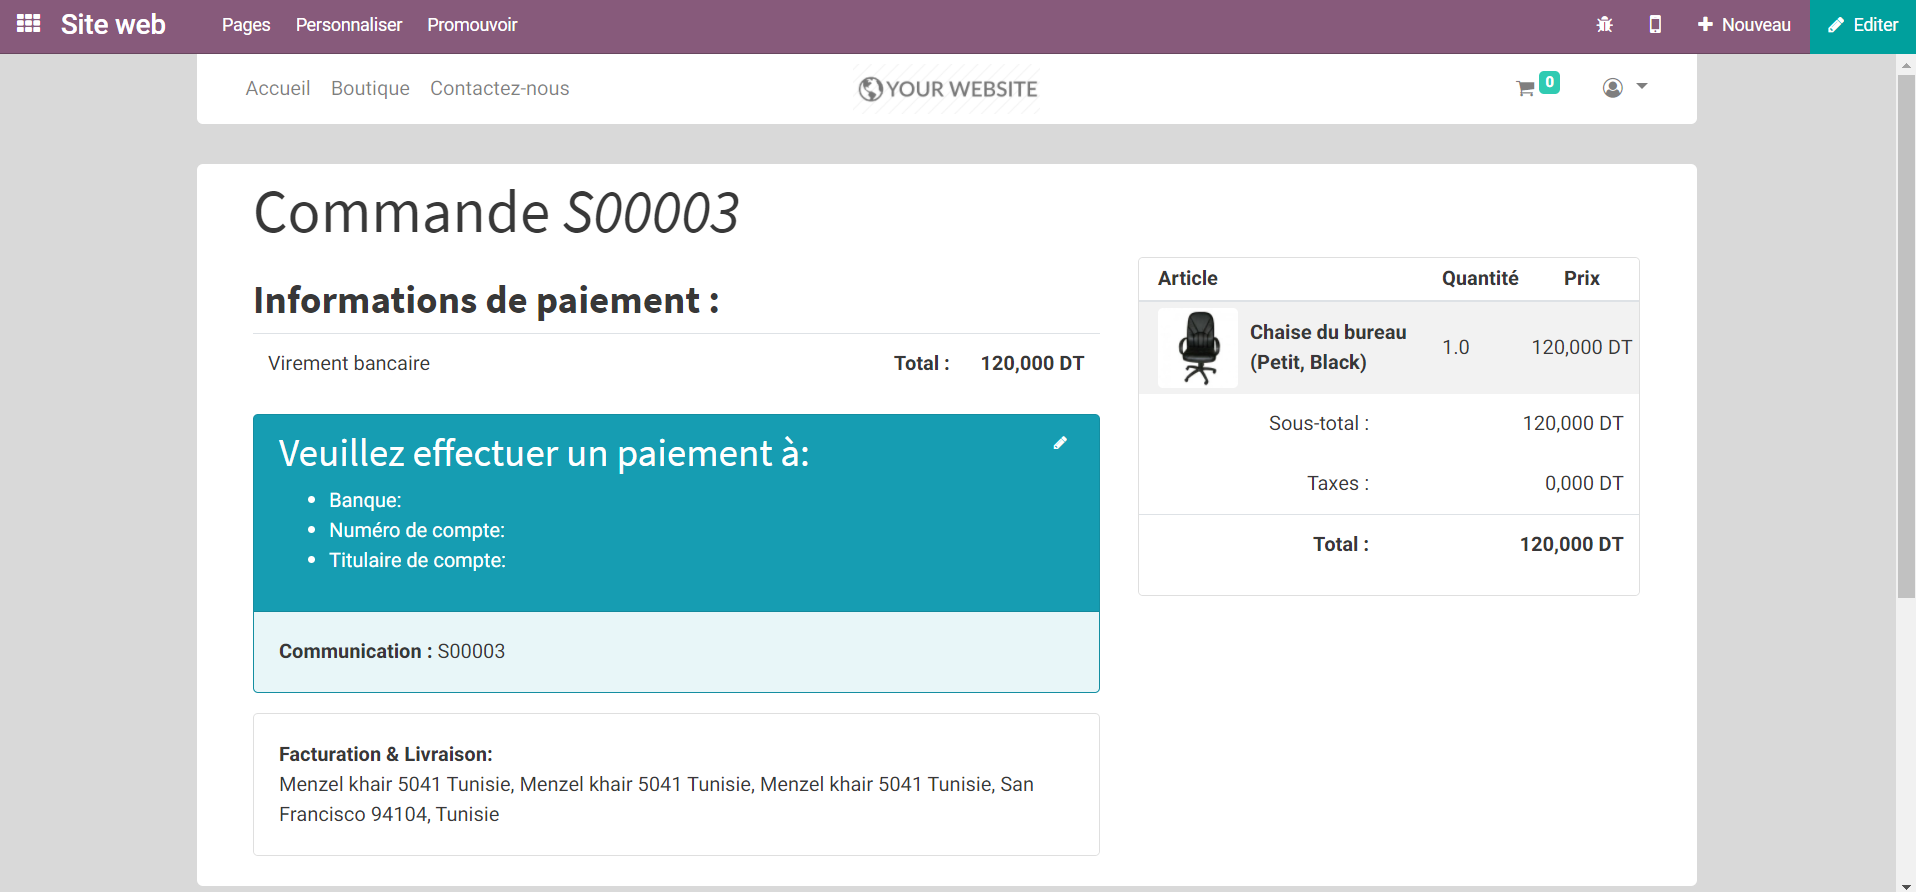 Site web
Pages Personnaliser Promouvoir
Nouveau Editer
Accueil Boutique Contactez-nous
YOUR WEBSITE
0
Commande S00003
Informations de paiement :
Virement bancaire Total : 120,000 DT
Veuillez effectuer un paiement à:
• Banque:
• Numéro de compte:
• Titulaire de compte:
Communication : S00003
Facturation & Livraison:
Menzel khair 5041 Tunisie, Menzel khair 5041 Tunisie, Menzel khair 5041 Tunisie, San
Francisco 94104, Tunisie
Article Quantité Prix
Chaise du bureau
(Petit, Black)
1.0 120,000 DT
Sous-total : 120,000 DT
Taxes : 0,000 DT
Total : 120,000 DT